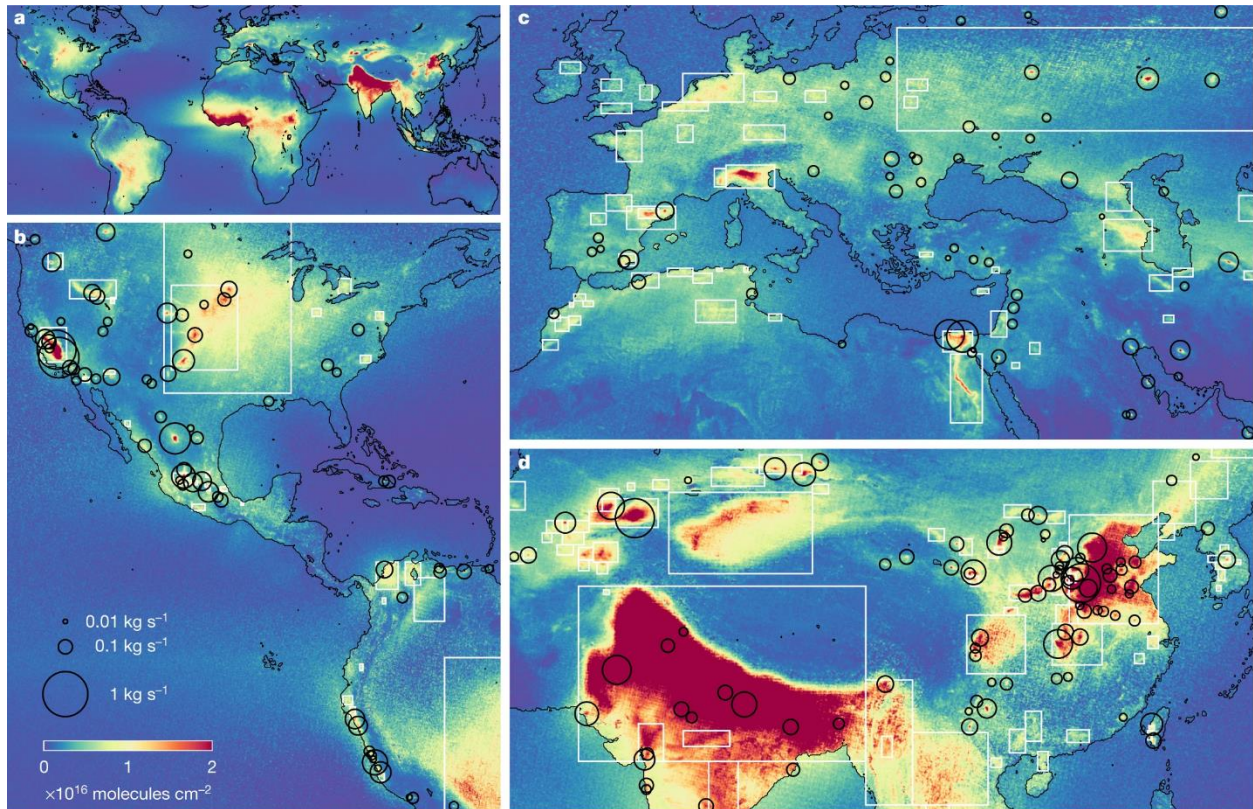 a
b
0.01 kg s⁻¹
0.1 kg s⁻¹
1 kg s⁻¹
0 1 2
×10¹⁶ molecules cm⁻²
c
d